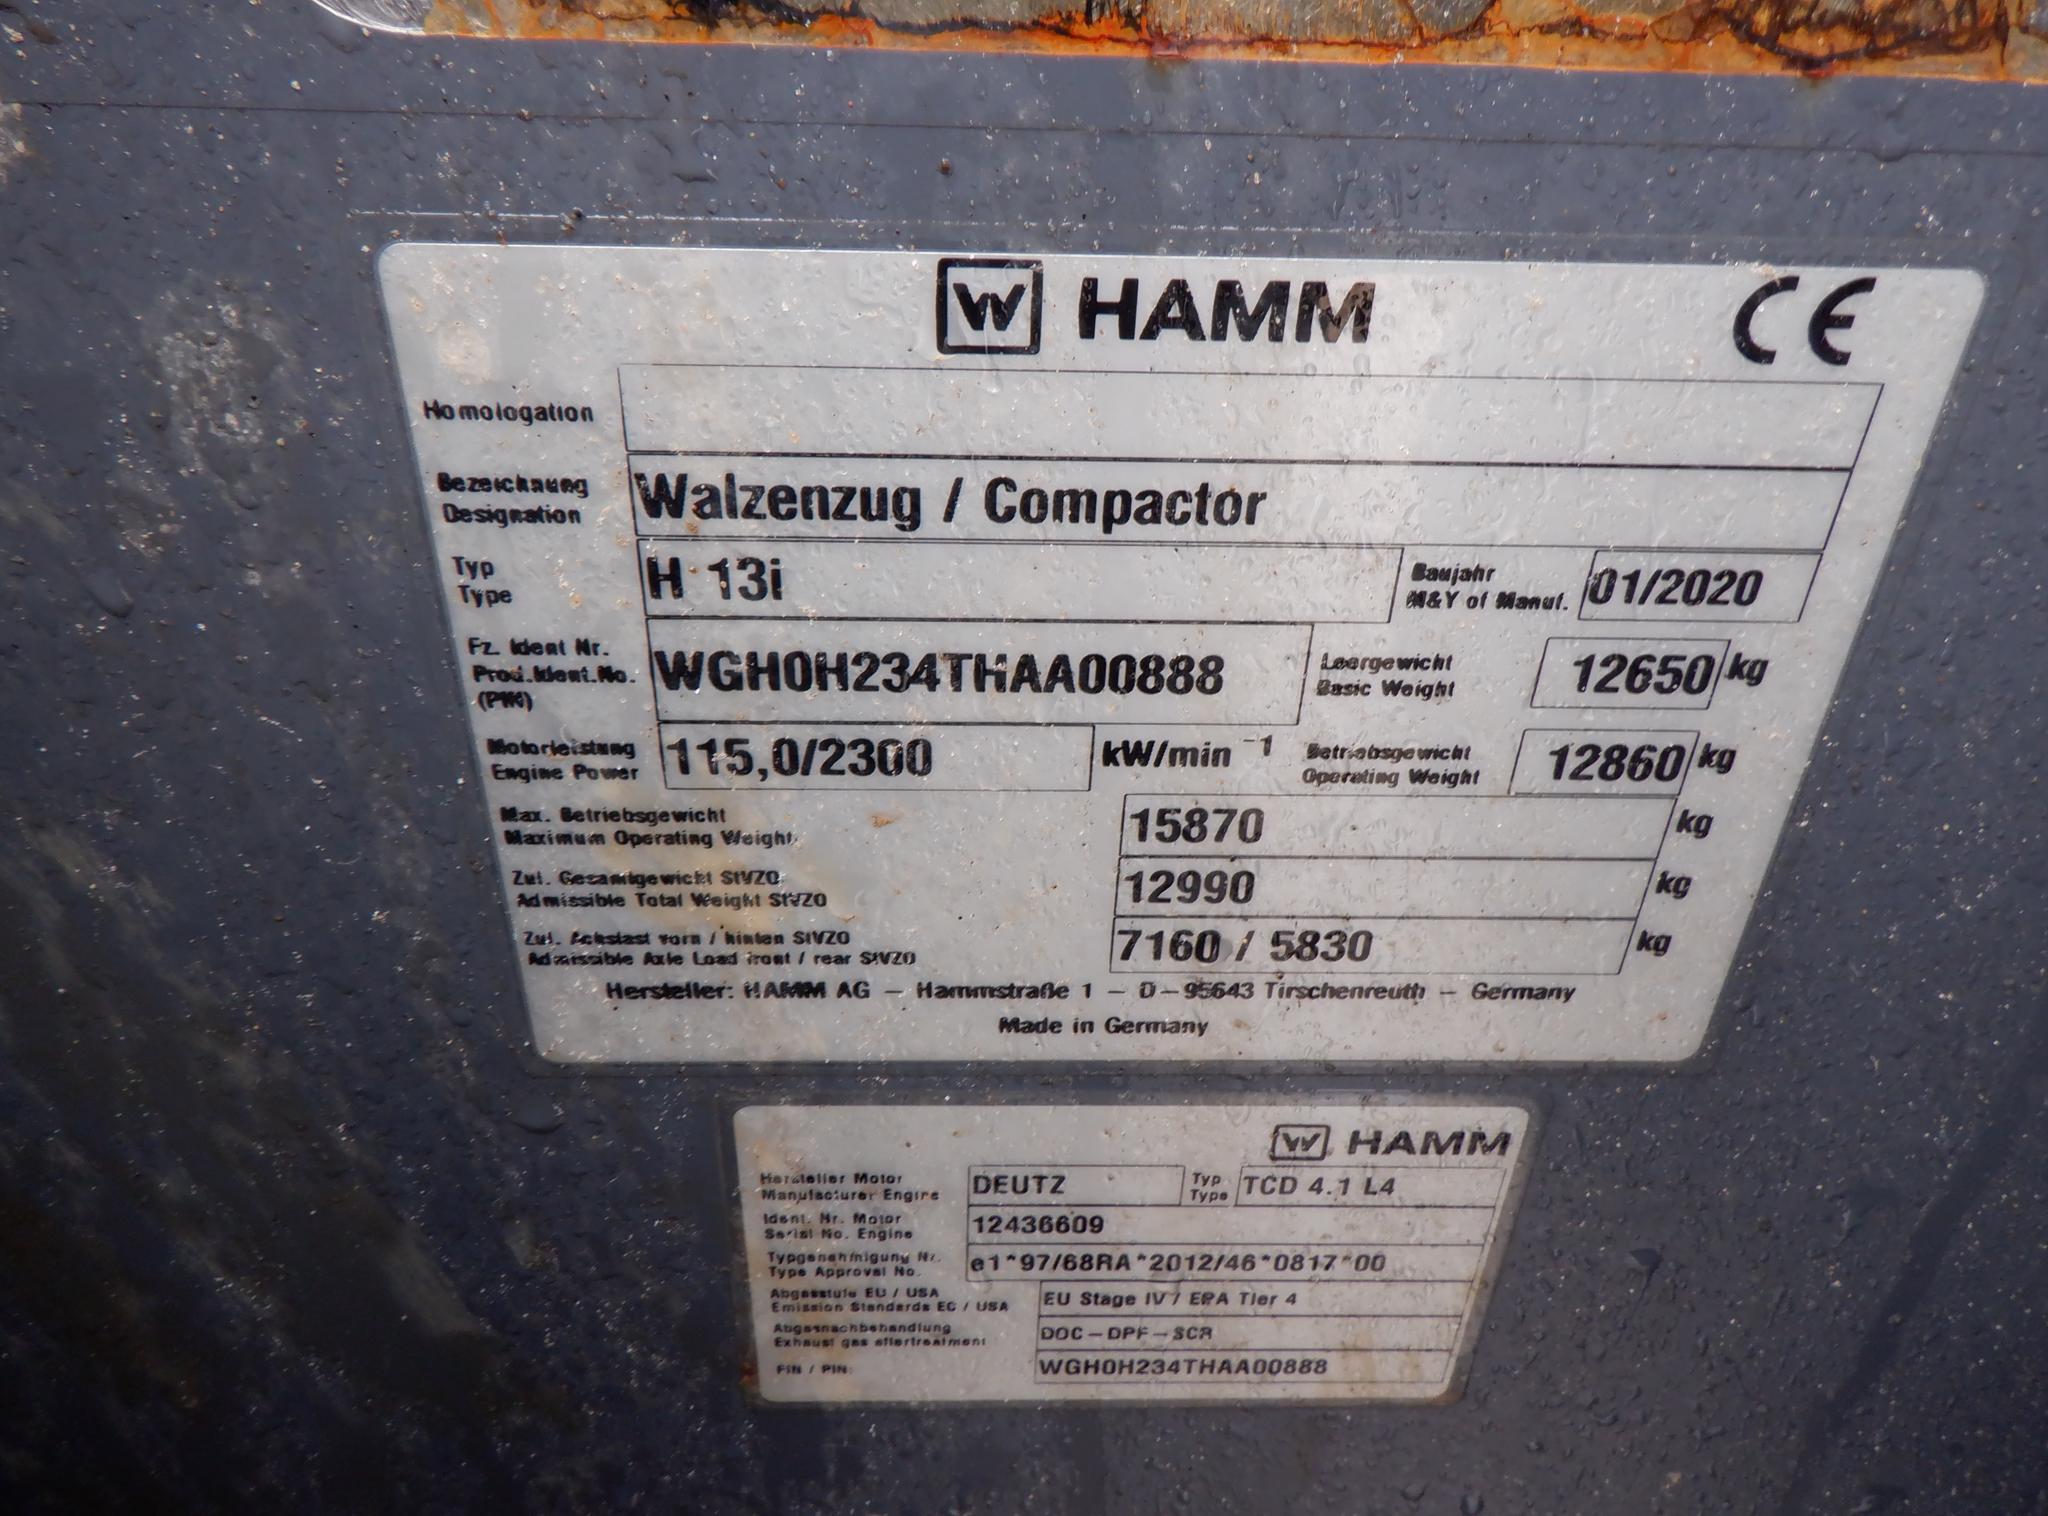 W HAMM CE
Homologation
Bezeichnung
Designation
Walzenzug / Compactor
Typ
Type
H 13i
Baujahr
M&Y of Manuf.
01/2020
Fz. Ident Nr.
Prod.Ident.No.
(PIN)
WGH0H234THAA00888
Leergewicht
Basic Weight
12650 kg
Motorleistung
Engine Power
115,0/2300 kW/min⁻¹
Betriebsgewicht
Operating Weight
12860 kg
Max. Betriebsgewicht
Maximum Operating Weight
15870 kg
Zul. Gesamtgewicht StVZO
Admissible Total Weight StVZO
12990 kg
Zul. Achslast vorn / hinten StVZO
Admissible Axle Load front / rear StVZO
7160 / 5830 kg
Hersteller: HAMM AG – Hammstraße 1 – D-95643 Tirschenreuth – Germany
Made in Germany
W HAMM
Hersteller Motor
Manufacturer Engine
DEUTZ
Typ
Type
TCD 4.1 L4
Ident. Nr. Motor
Serial No. Engine
12436609
Typgenehmigung Nr.
Type Approval No.
e1*97/68RA*2012/46*0817*00
Abgasstufe EU / USA
Emission Standards EC / USA
EU Stage IV / EPA Tier 4
Abgasnachbehandlung
Exhaust gas aftertreatment
DOC-DPF-SCR
FIN / PIN:
WGH0H234THAA00888